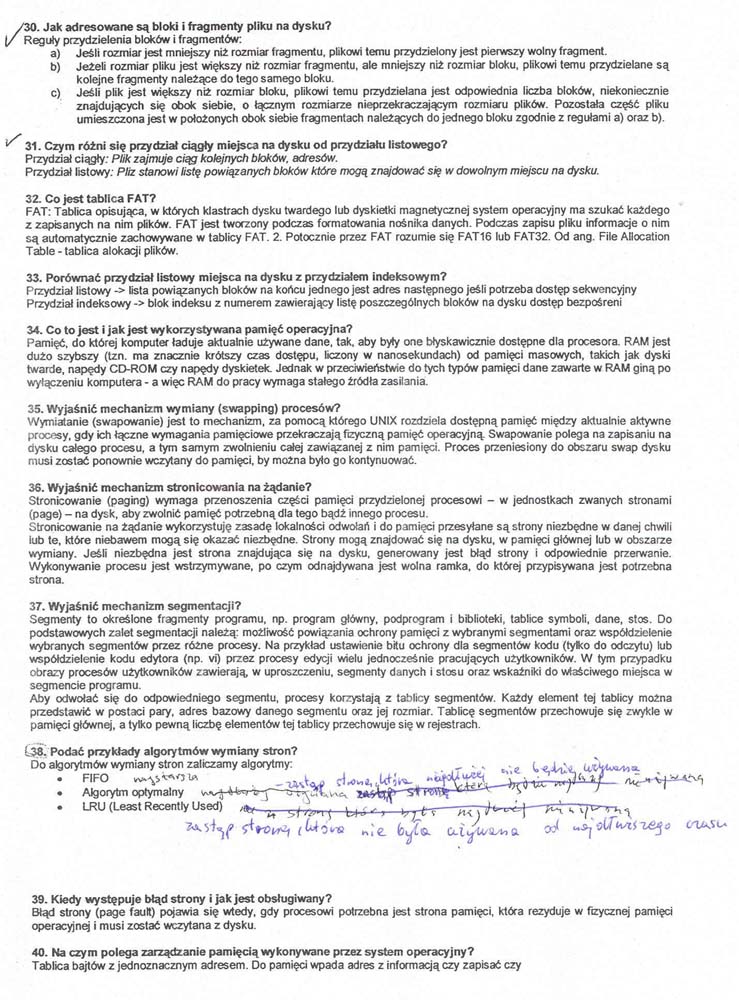 30. Jak adresowane są bloki i fragmenty pliku na dysku?
Reguły przydzielenia bloków i fragmentów:
a) Jeśli rozmiar jest mniejszy niż rozmiar fragmentu, plikowi temu przydzielony jest pierwszy wolny fragment.
b) Jeżeli rozmiar pliku jest większy niż rozmiar fragmentu, ale mniejszy niż rozmiar bloku, plikowi temu przydzielane są
kolejne fragmenty należące do tego samego bloku.
c) Jeśli plik jest większy niż rozmiar bloku, plikowi temu przydzielana jest odpowiednia liczba bloków, niekoniecznie
znajdujących się obok siebie, o łącznym rozmiarze nieprzekraczającym rozmiaru plików. Pozostała część pliku
umieszczona jest w położonych obok siebie fragmentach należących do jednego bloku zgodnie z regułami a) oraz b).
31. Czym różni się przydział ciągły miejsca na dysku od przydziału listowego?
Przydział ciągły: Plik zajmuje ciąg kolejnych bloków, adresów.
Przydział listowy: Pliz stanowi listę powiązanych bloków które mogą znajdować się w dowolnym miejscu na dysku.
32. Co jest tablica FAT?
FAT: Tablica opisująca, w których klastrach dysku twardego lub dyskietki magnetycznej system operacyjny ma szukać każdego
z zapisanych na nim plików. FAT jest tworzony podczas formatowania nośnika danych. Podczas zapisu pliku informacje o nim
są automatycznie zachowywane w tablicy FAT. 2. Potocznie przez FAT rozumie się FAT16 lub FAT32. Od ang. File Allocation
Table - tablica alokacji plików.
33. Porównać przydział listowy miejsca na dysku z przydziałem indeksowym?
Przydział listowy -> lista powiązanych bloków na końcu jednego jest adres następnego jeśli potrzeba dostęp sekwencyjny
Przydział indeksowy -> blok indeksu z numerem zawierający listę poszczególnych bloków na dysku dostęp bezpośreni
34. Co to jest i jak jest wykorzystywana pamięć operacyjna?
Pamięć, do której komputer ładuje aktualnie używane dane, tak, aby były one błyskawicznie dostępne dla procesora. RAM jest
dużo szybszy (tzn. ma znacznie krótszy czas dostępu, liczony w nanosekundach) od pamięci masowych, takich jak dyski
twarde, napędy CD-ROM czy napędy dyskietek. Jednak w przeciwieństwie do tych typów pamięci dane zawarte w RAM giną po
wyłączeniu komputera - a więc RAM do pracy wymaga stałego źródła zasilania.
35. Wyjaśnić mechanizm wymiany (swapping) procesów?
Wymiatanie (swapowanie) jest to mechanizm, za pomocą którego UNIX rozdziela dostępną pamięć między aktualnie aktywne
procesy, gdy ich łączne wymagania pamięciowe przekraczają fizyczną pamięć operacyjną. Swapowanie polega na zapisaniu na
dysku całego procesu, a tym samym zwolnieniu całej zawiązanej z nim pamięci. Proces przeniesiony do obszaru swap dysku
musi zostać ponownie wczytany do pamięci, by można było go kontynuować.
36. Wyjaśnić mechanizm stronicowania na żądanie?
Stronicowanie (paging) wymaga przenoszenia części pamięci przydzielonej procesowi – w jednostkach zwanych stronami
(page) – na dysk, aby zwolnić pamięć potrzebną dla tego bądź innego procesu.
Stronicowanie na żądanie wykorzystuję zasadę lokalności odwołań i do pamięci przesyłane są strony niezbędne w danej chwili
lub te, które niebawem mogą się okazać niezbędne. Strony mogą znajdować się na dysku, w pamięci głównej lub w obszarze
wymiany. Jeśli niezbędna jest strona znajdująca się na dysku, generowany jest błąd strony i odpowiednie przerwanie.
Wykonywanie procesu jest wstrzymywane, po czym odnajdywana jest wolna ramka, do której przypisywana jest potrzebna
strona.
37. Wyjaśnić mechanizm segmentacji?
Segmenty to określone fragmenty programu, np. program główny, podprogram i biblioteki, tablice symboli, dane, stos. Do
podstawowych zalet segmentacji należą: możliwość powiązania ochrony pamięci z wybranymi segmentami oraz współdzielenie
wybranych segmentów przez różne procesy. Na przykład ustawienie bitu ochrony dla segmentów kodu (tylko do odczytu) lub
współdzielenie kodu edytora (np. vi) przez procesy edycji wielu jednocześnie pracujących użytkowników. W tym przypadku
obrazy procesów użytkowników zawierają, w uproszczeniu, segmenty danych i stosu oraz wskaźniki do właściwego miejsca w
segmencie programu.
Aby odwołać się do odpowiedniego segmentu, procesy korzystają z tablicy segmentów. Każdy element tej tablicy można
przedstawić w postaci pary, adres bazowy danego segmentu oraz jej rozmiar. Tablicę segmentów przechowuje się zwykle w
pamięci głównej, a tylko pewną liczbę elementów tej tablicy przechowuje się w rejestrach.
38. Podać przykłady algorytmów wymiany stron?
Do algorytmów wymiany stron zaliczamy algorytmy:
• FIFO najstarsza
- zastąp stronę, która najdłużej nie będzie używana
• Algorytm optymalny
• LRU (Least Recently Used)
zastąp stronę, która nie była używana od najdłuższego czasu
39. Kiedy występuje błąd strony i jak jest obsługiwany?
Błąd strony (page fault) pojawia się wtedy, gdy procesowi potrzebna jest strona pamięci, która rezyduje w fizycznej pamięci
operacyjnej i musi zostać wczytana z dysku.
40. Na czym polega zarządzanie pamięcią wykonywane przez system operacyjny?
Tablica bajtów z jednoznacznym adresem. Do pamięci wpada adres z informacją czy zapisać czy